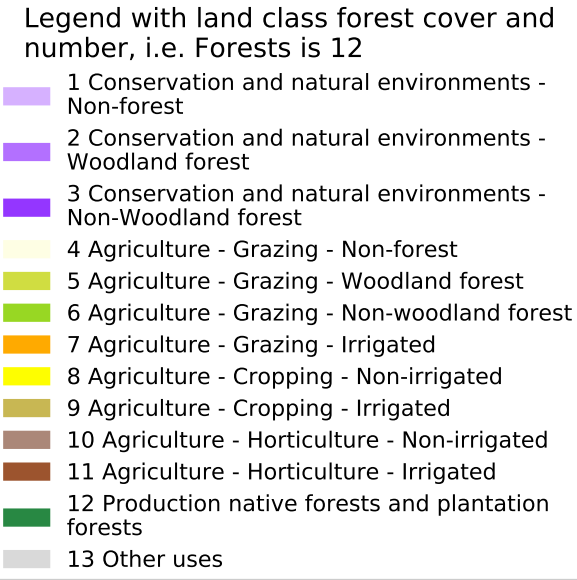 Legend with land class forest cover and
number, i.e. Forests is 12
1 Conservation and natural environments -
Non-forest
2 Conservation and natural environments -
Woodland forest
3 Conservation and natural environments -
Non-Woodland forest
4 Agriculture - Grazing - Non-forest
5 Agriculture - Grazing - Woodland forest
6 Agriculture - Grazing - Non-woodland forest
7 Agriculture - Grazing - Irrigated
8 Agriculture - Cropping - Non-irrigated
9 Agriculture - Cropping - Irrigated
10 Agriculture - Horticulture - Non-irrigated
11 Agriculture - Horticulture - Irrigated
12 Production native forests and plantation
forests
13 Other uses